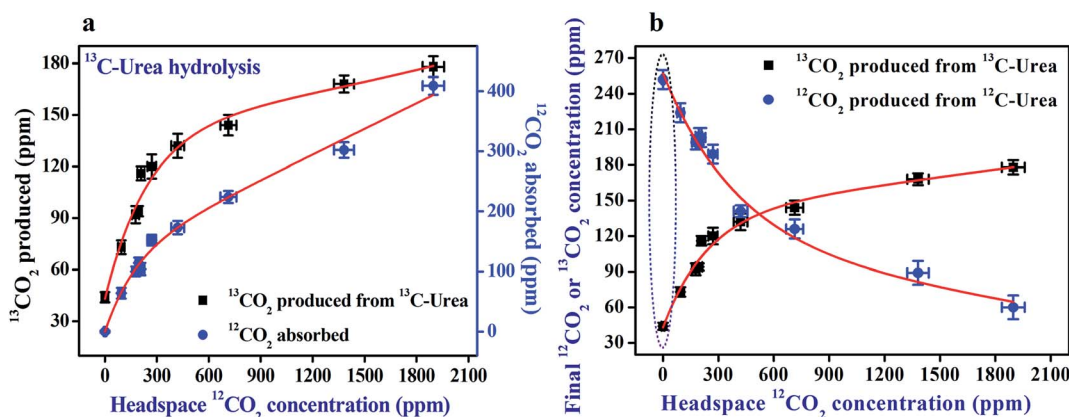 a
¹³C-Urea hydrolysis
¹³CO₂ produced (ppm)
180
150
120
90
60
30
¹²CO₂ absorbed
(ppm)
400
300
200
100
0
¹³CO₂ produced from ¹³C-Urea
¹²CO₂ absorbed
0 300 600 900 1200 1500 1800 2100
Headspace ¹²CO₂ concentration (ppm)
b
Final ¹²CO₂ or ¹³CO₂ concentration (ppm)
270
240
210
180
150
120
90
60
30
¹³CO₂ produced from ¹³C-Urea
¹²CO₂ produced from ¹²C-Urea
0 300 600 900 1200 1500 1800 2100
Headspace ¹²CO₂ concentration (ppm)